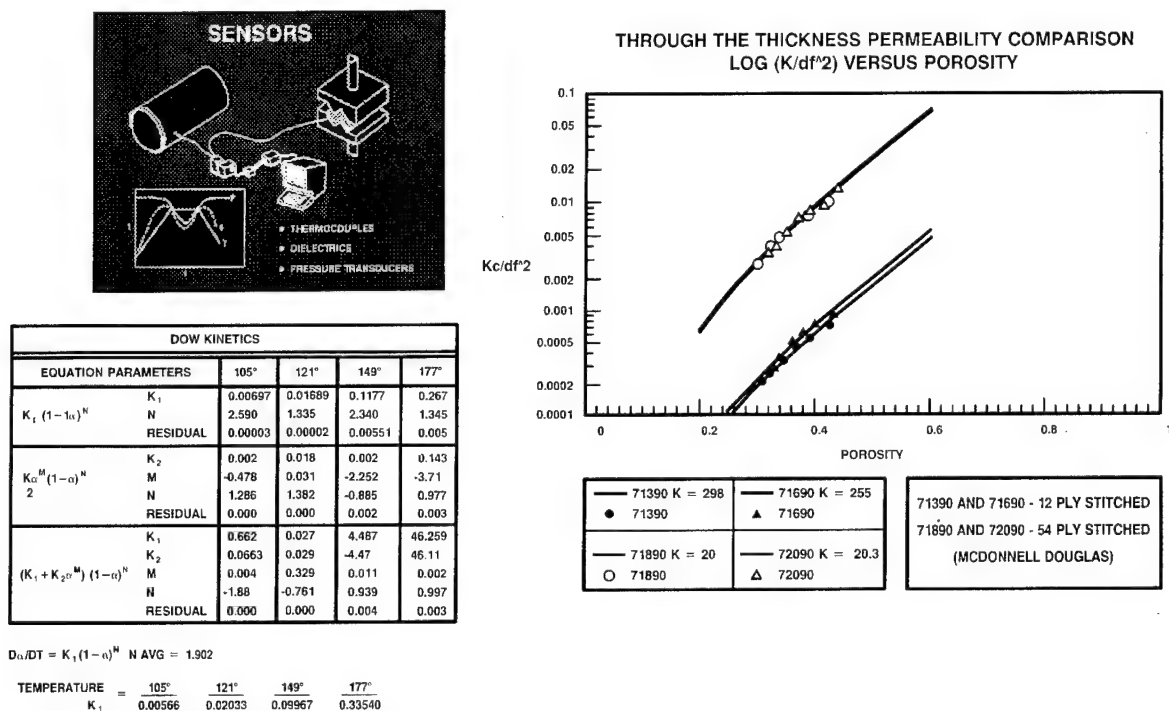 SENSORS
THERMOCOUPLES
DIELECTRICS
PRESSURE TRANSDUCERS
DOW KINETICS
EQUATION PARAMETERS 105° 121° 149° 177°
K₁ (1-1α)ᴺ
K₁ 0.00697 0.01689 0.1177 0.267
N 2.590 1.335 2.340 1.345
RESIDUAL 0.00003 0.00002 0.00551 0.005
Kαᴹ(1-α)ᴺ
2
K₂ 0.002 0.018 0.002 0.143
M -0.478 0.031 -2.252 -3.71
N 1.286 1.382 -0.885 0.977
RESIDUAL 0.000 0.000 0.002 0.003
(K₁ + K₂αᴹ) (1-α)ᴺ
K₁ 0.662 0.027 4.487 46.259
K₂ 0.0663 0.029 -4.47 46.11
M 0.004 0.329 0.011 0.002
N -1.88 -0.761 0.939 0.997
RESIDUAL 0.000 0.000 0.004 0.003
Dα/DT = K₁(1-α)ᴺ N AVG = 1.902
TEMPERATURE = 105° 121° 149° 177°
K₁ 0.00566 0.02033 0.09967 0.33540
THROUGH THE THICKNESS PERMEABILITY COMPARISON
LOG (K/df^2) VERSUS POROSITY
Kc/df^2
0.1
0.05
0.02
0.01
0.005
0.002
0.001
0.0005
0.0002
0.0001
0 0.2 0.4 0.6 0.8 1
POROSITY
71390 K = 298 71690 K = 255
71390 71690
71890 K = 20 72090 K = 20.3
71890 72090
71390 AND 71690 - 12 PLY STITCHED
71890 AND 72090 - 54 PLY STITCHED
(MCDONNELL DOUGLAS)